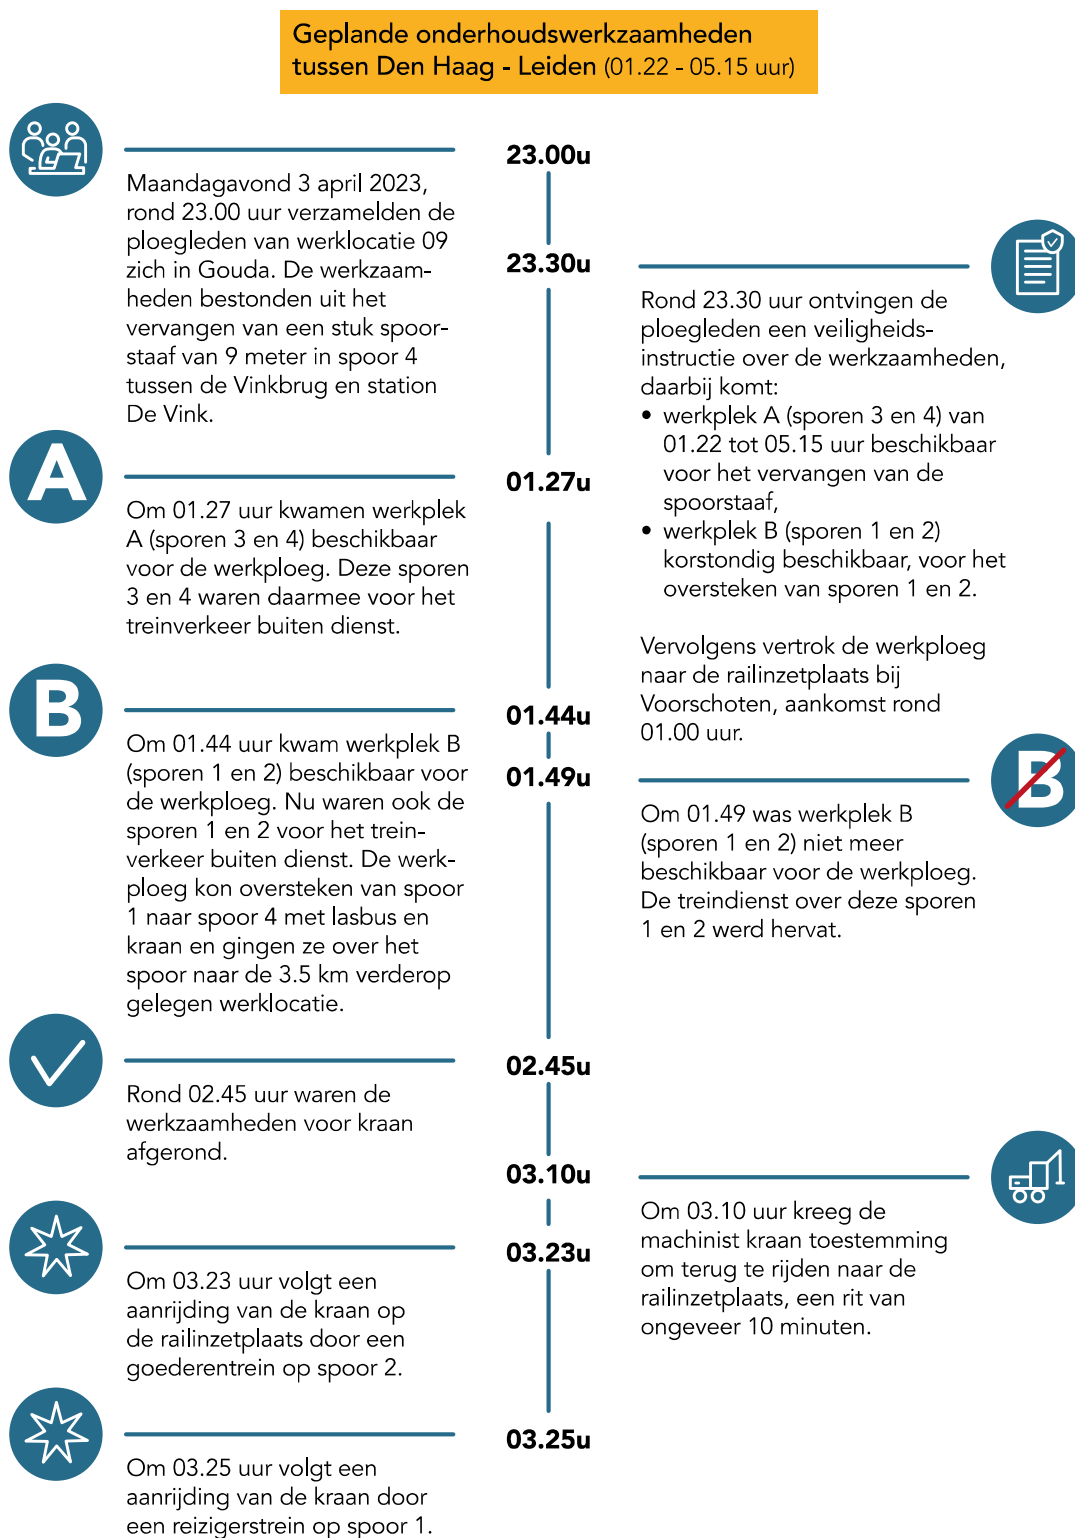 Geplande onderhoudswerkzaamheden
tussen Den Haag - Leiden (01.22 - 05.15 uur)
23.00u
Maandagavond 3 april 2023,
rond 23.00 uur verzamelden de
ploegleden van werklocatie 09
zich in Gouda. De werkzaam-
heden bestonden uit het
vervangen van een stuk spoor-
staaf van 9 meter in spoor 4
tussen de Vinkbrug en station
De Vink.
23.30u
Rond 23.30 uur ontvingen de
ploegleden een veiligheids-
instructie over de werkzaamheden,
daarbij komt:
• werkplek A (sporen 3 en 4) van
01.22 tot 05.15 uur beschikbaar
voor het vervangen van de
spoorstaaf,
• werkplek B (sporen 1 en 2)
korstondig beschikbaar, voor het
oversteken van sporen 1 en 2.
Vervolgens vertrok de werkploeg
naar de railinzetplaats bij
Voorschoten, aankomst rond
01.00 uur.
A
01.27u
Om 01.27 uur kwamen werkplek
A (sporen 3 en 4) beschikbaar
voor de werkploeg. Deze sporen
3 en 4 waren daarmee voor het
treinverkeer buiten dienst.
B
01.44u
Om 01.44 uur kwam werkplek B
(sporen 1 en 2) beschikbaar voor
de werkploeg. Nu waren ook de
sporen 1 en 2 voor het trein-
verkeer buiten dienst. De werk-
ploeg kon oversteken van spoor
1 naar spoor 4 met lasbus en
kraan en gingen ze over het
spoor naar de 3.5 km verderop
gelegen werklocatie.
01.49u
B
Om 01.49 was werkplek B
(sporen 1 en 2) niet meer
beschikbaar voor de werkploeg.
De treindienst over deze sporen
1 en 2 werd hervat.
02.45u
Rond 02.45 uur waren de
werkzaamheden voor kraan
afgerond.
03.10u
Om 03.10 uur kreeg de
machinist kraan toestemming
om terug te rijden naar de
railinzetplaats, een rit van
ongeveer 10 minuten.
03.23u
Om 03.23 uur volgt een
aanrijding van de kraan op
de railinzetplaats door een
goederentrein op spoor 2.
03.25u
Om 03.25 uur volgt een
aanrijding van de kraan door
een reizigerstrein op spoor 1.